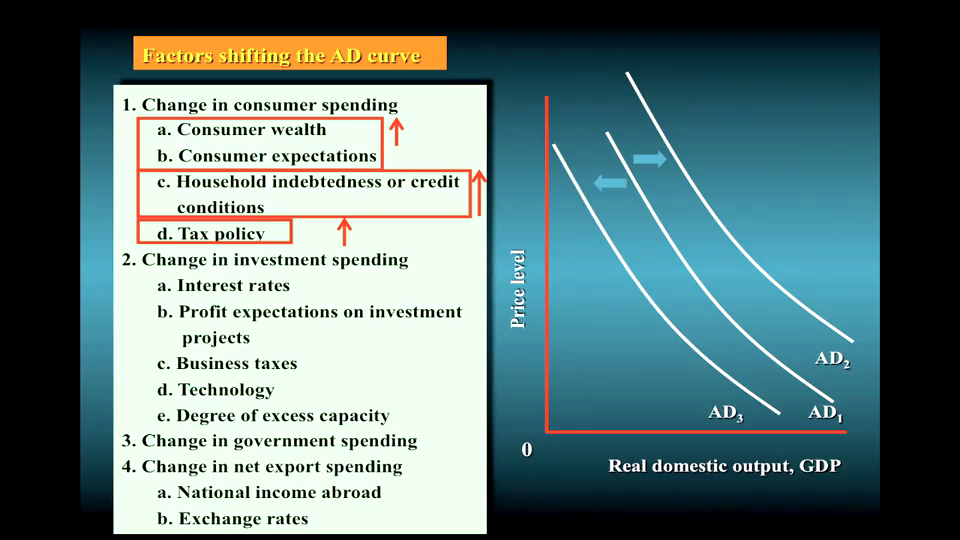 Factors shifting the AD curve
1. Change in consumer spending
a. Consumer wealth
b. Consumer expectations
c. Household indebtedness or credit
conditions
d. Tax policy
2. Change in investment spending
a. Interest rates
b. Profit expectations on investment
projects
c. Business taxes
d. Technology
e. Degree of excess capacity
3. Change in government spending
4. Change in net export spending
a. National income abroad
b. Exchange rates
Price level
AD₂
AD₃
AD₁
0
Real domestic output, GDP